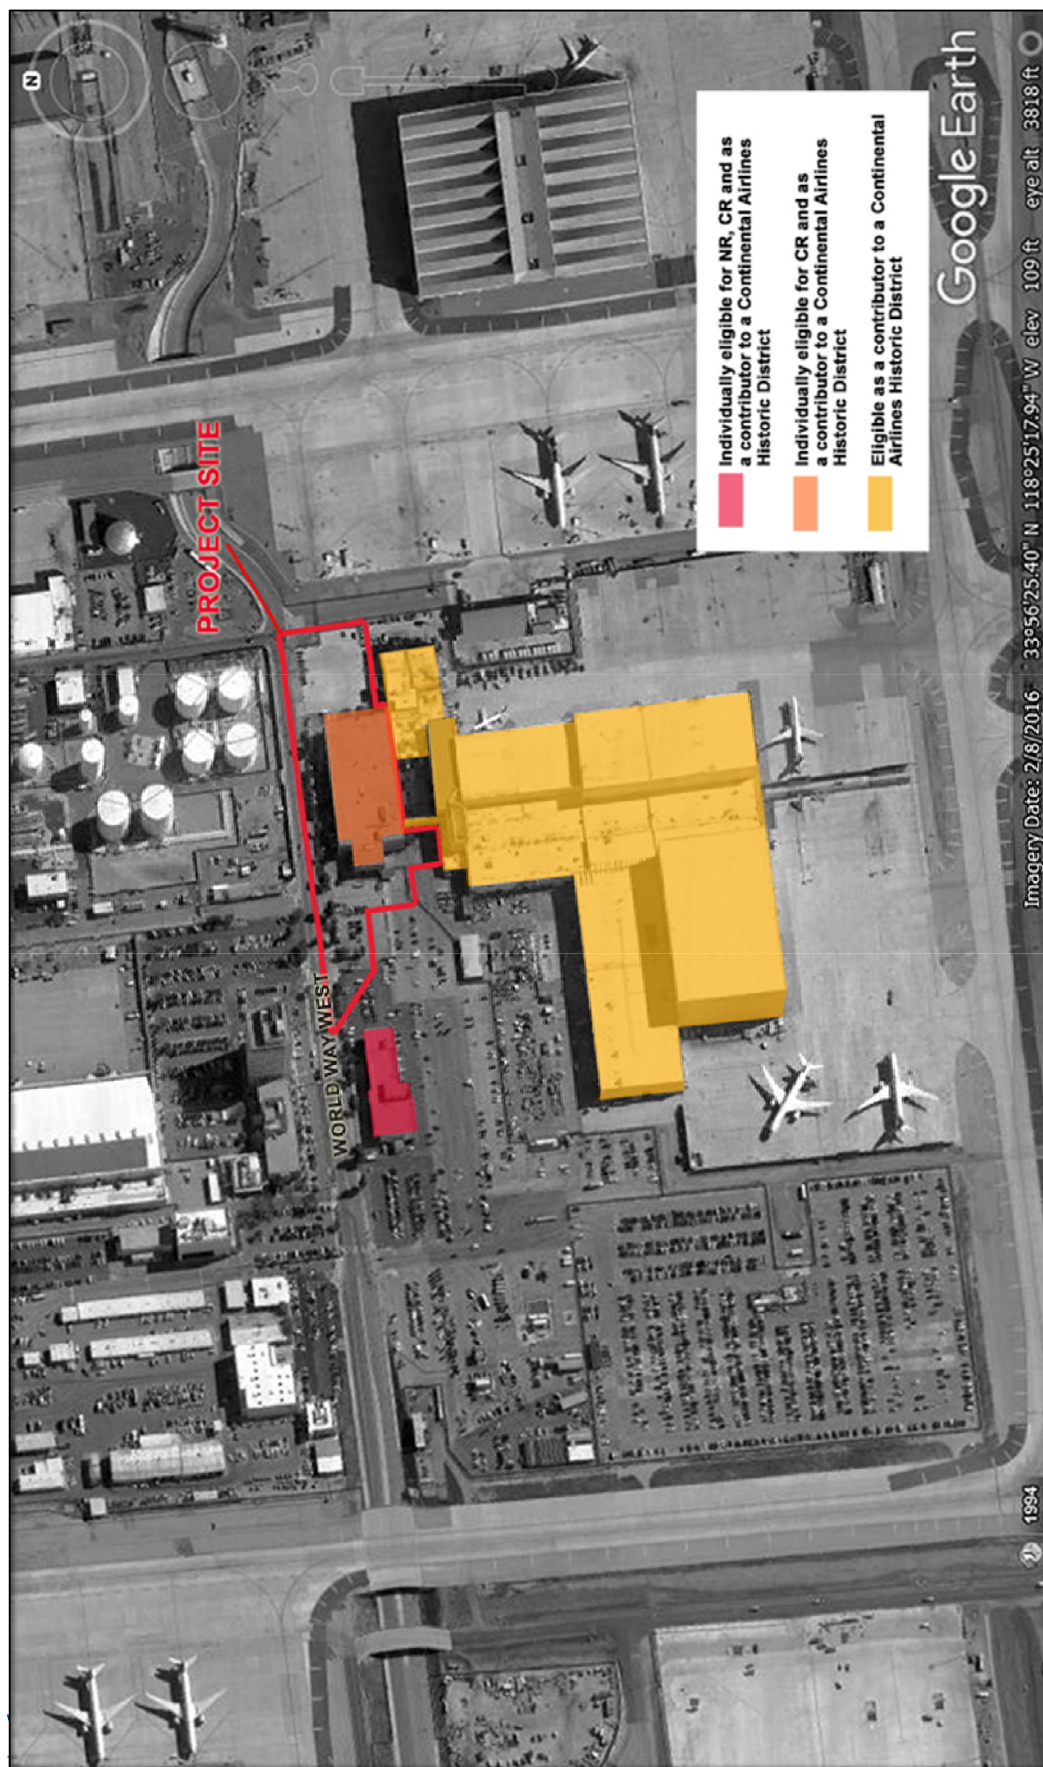 N
PROJECT SITE
WORLD WAY WEST
Individually eligible for NR, CR and as
a contributor to a Continental Airlines
Historic District
Individually eligible for CR and as
a contributor to a Continental Airlines
Historic District
Eligible as a contributor to a Continental
Airlines Historic District
Google Earth
1994
Imagery Date: 2/8/2016 33°56'25.40" N 118°25'17.94" W elev 109 ft eye alt 3818 ft